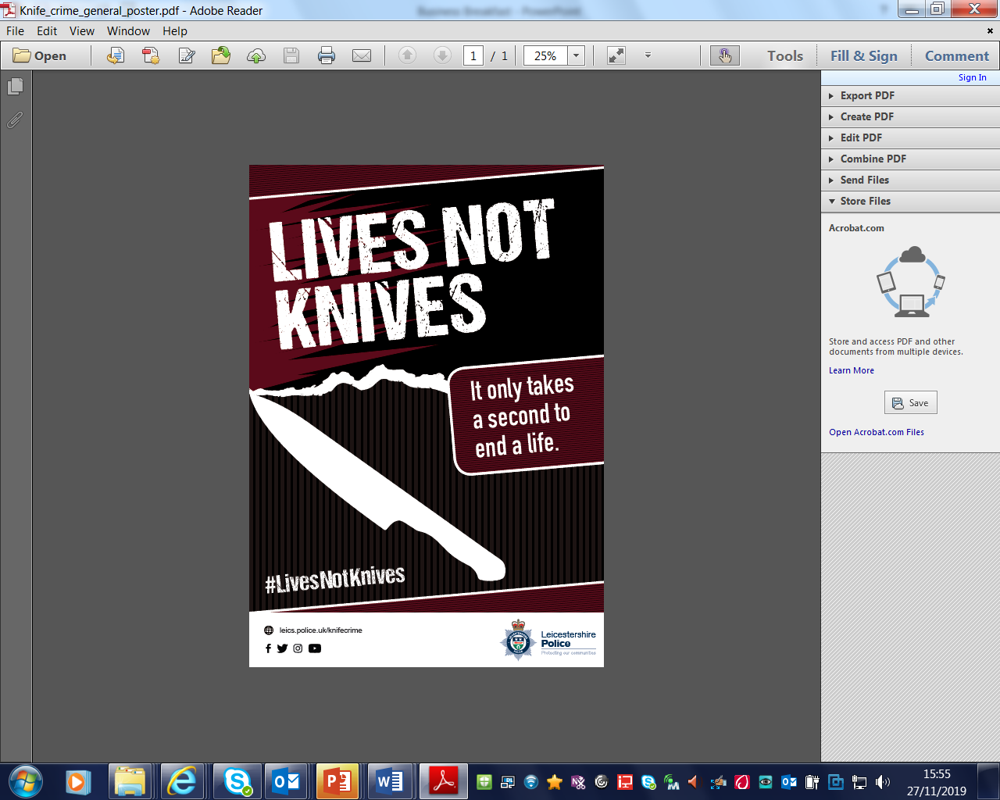 Knife_crime_general_poster.pdf - Adobe Reader
File Edit View Window Help
Open
1 / 1
25%
Tools
Fill & Sign
Comment
Sign In
Export PDF
Create PDF
Edit PDF
Combine PDF
Send Files
Store Files
Acrobat.com
Store and access PDF and other
documents from multiple devices.
Learn More
Save
Open Acrobat.com Files
LIVES NOT
KNIVES
It only takes
a second to
end a life.
#LivesNotKnives
leics.police.uk/knifecrime
Leicestershire
Police
Protecting our communities
15:55
27/11/2019